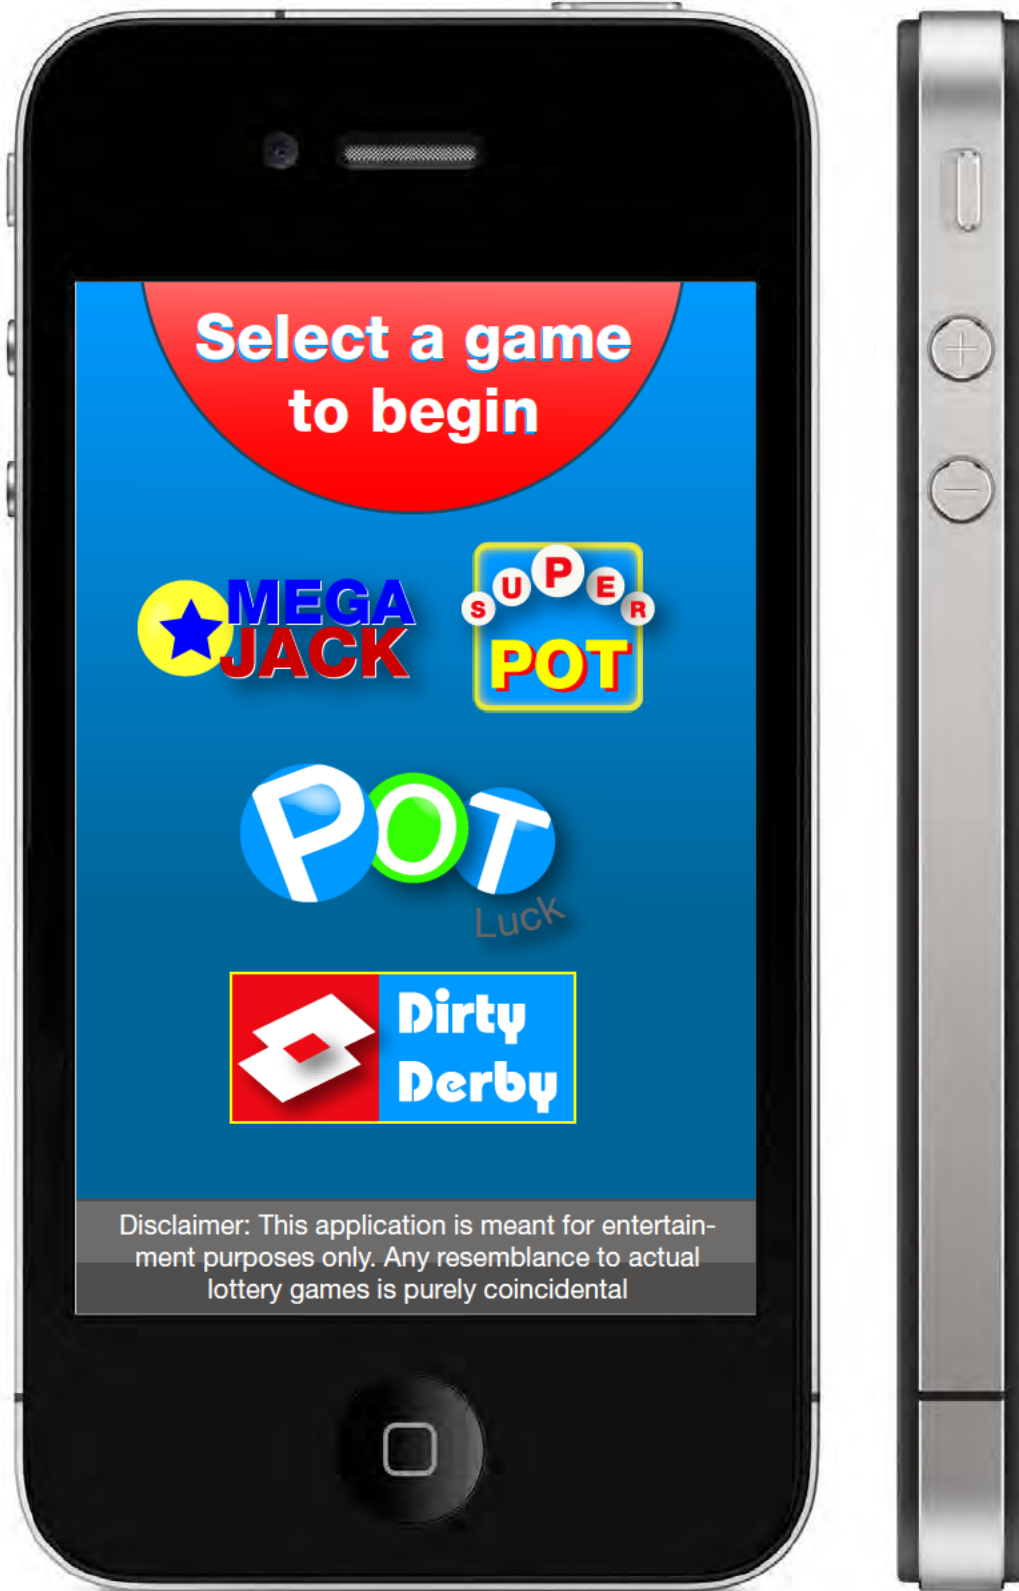 Select a game
to begin
MEGA
JACK
SUPER
POT
POT
Luck
Dirty
Derby
Disclaimer: This application is meant for entertain-
ment purposes only. Any resemblance to actual
lottery games is purely coincidental